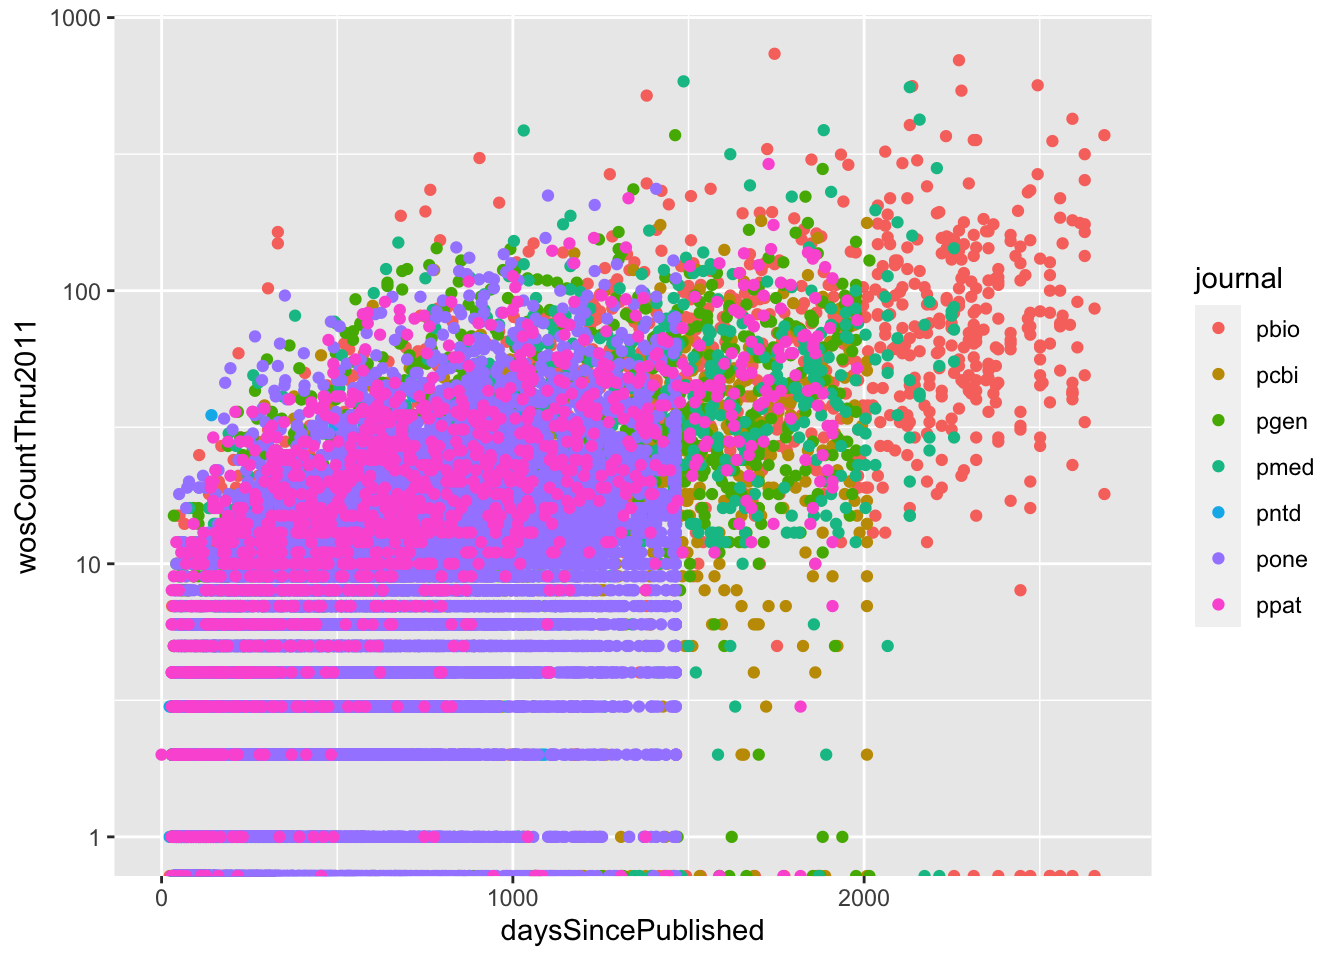 1000
100
10
1
wosCountThru2011
0
1000
2000
daysSincePublished
journal
pbio
pcbi
pgen
pmed
pntd
pone
ppat